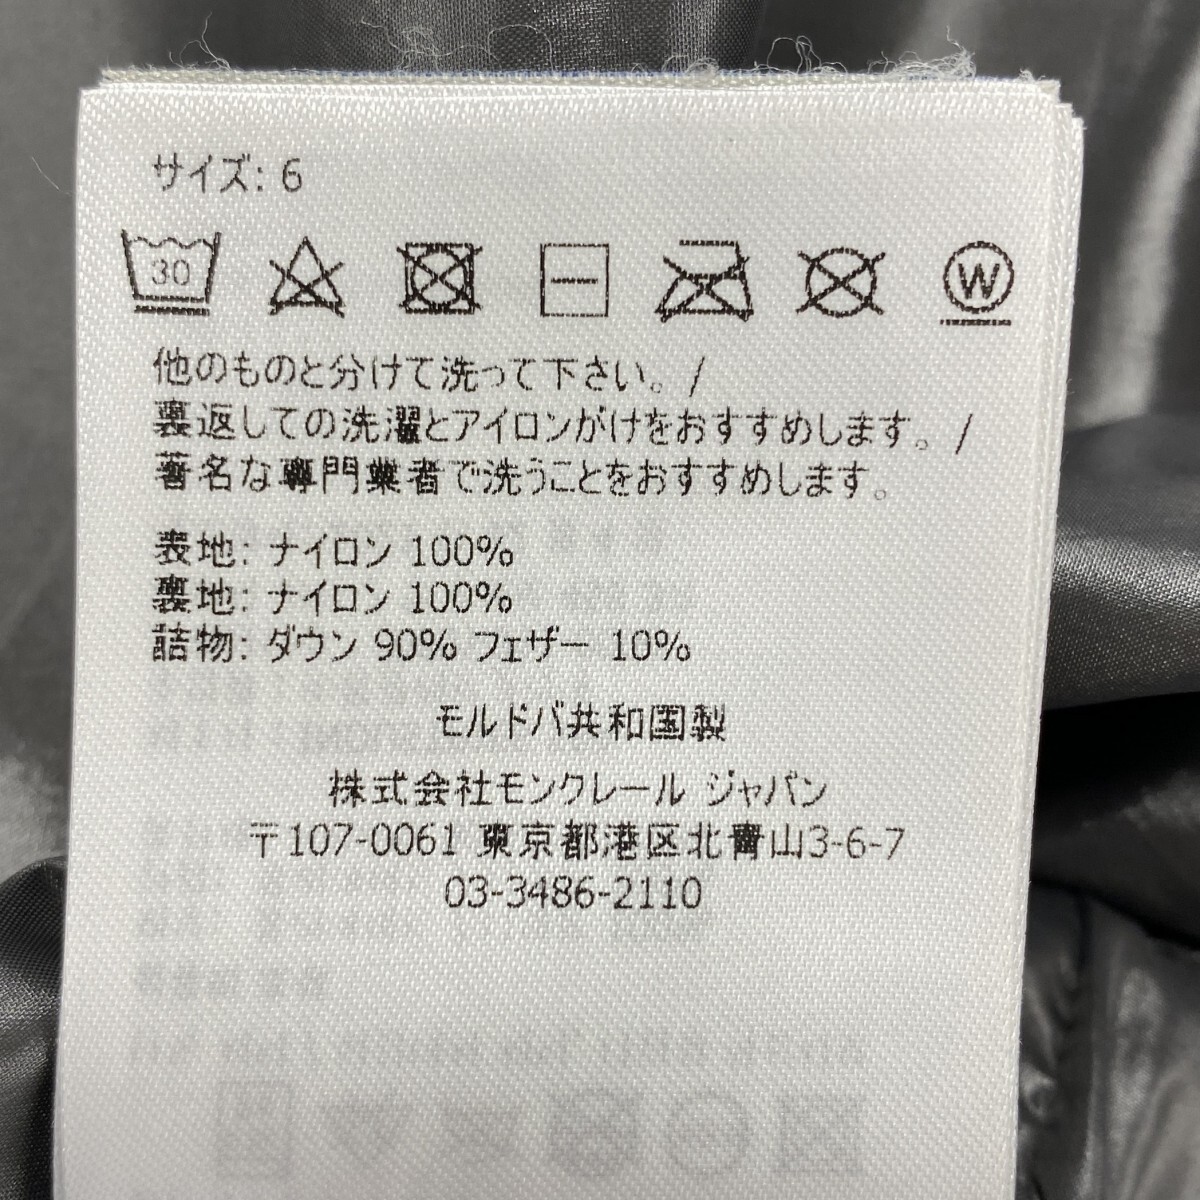 サイズ: 6
30 W
他のものと分けて洗って下さい。/
裏返しての洗濯とアイロンがけをおすすめします。/
著名な専門業者で洗うことをおすすめします。
表地: ナイロン 100%
裏地: ナイロン 100%
詰物: ダウン 90% フェザー 10%
モルドバ共和国製
株式会社モンクレール ジャパン
〒107-0061 東京都港区北青山3-6-7
03-3486-2110